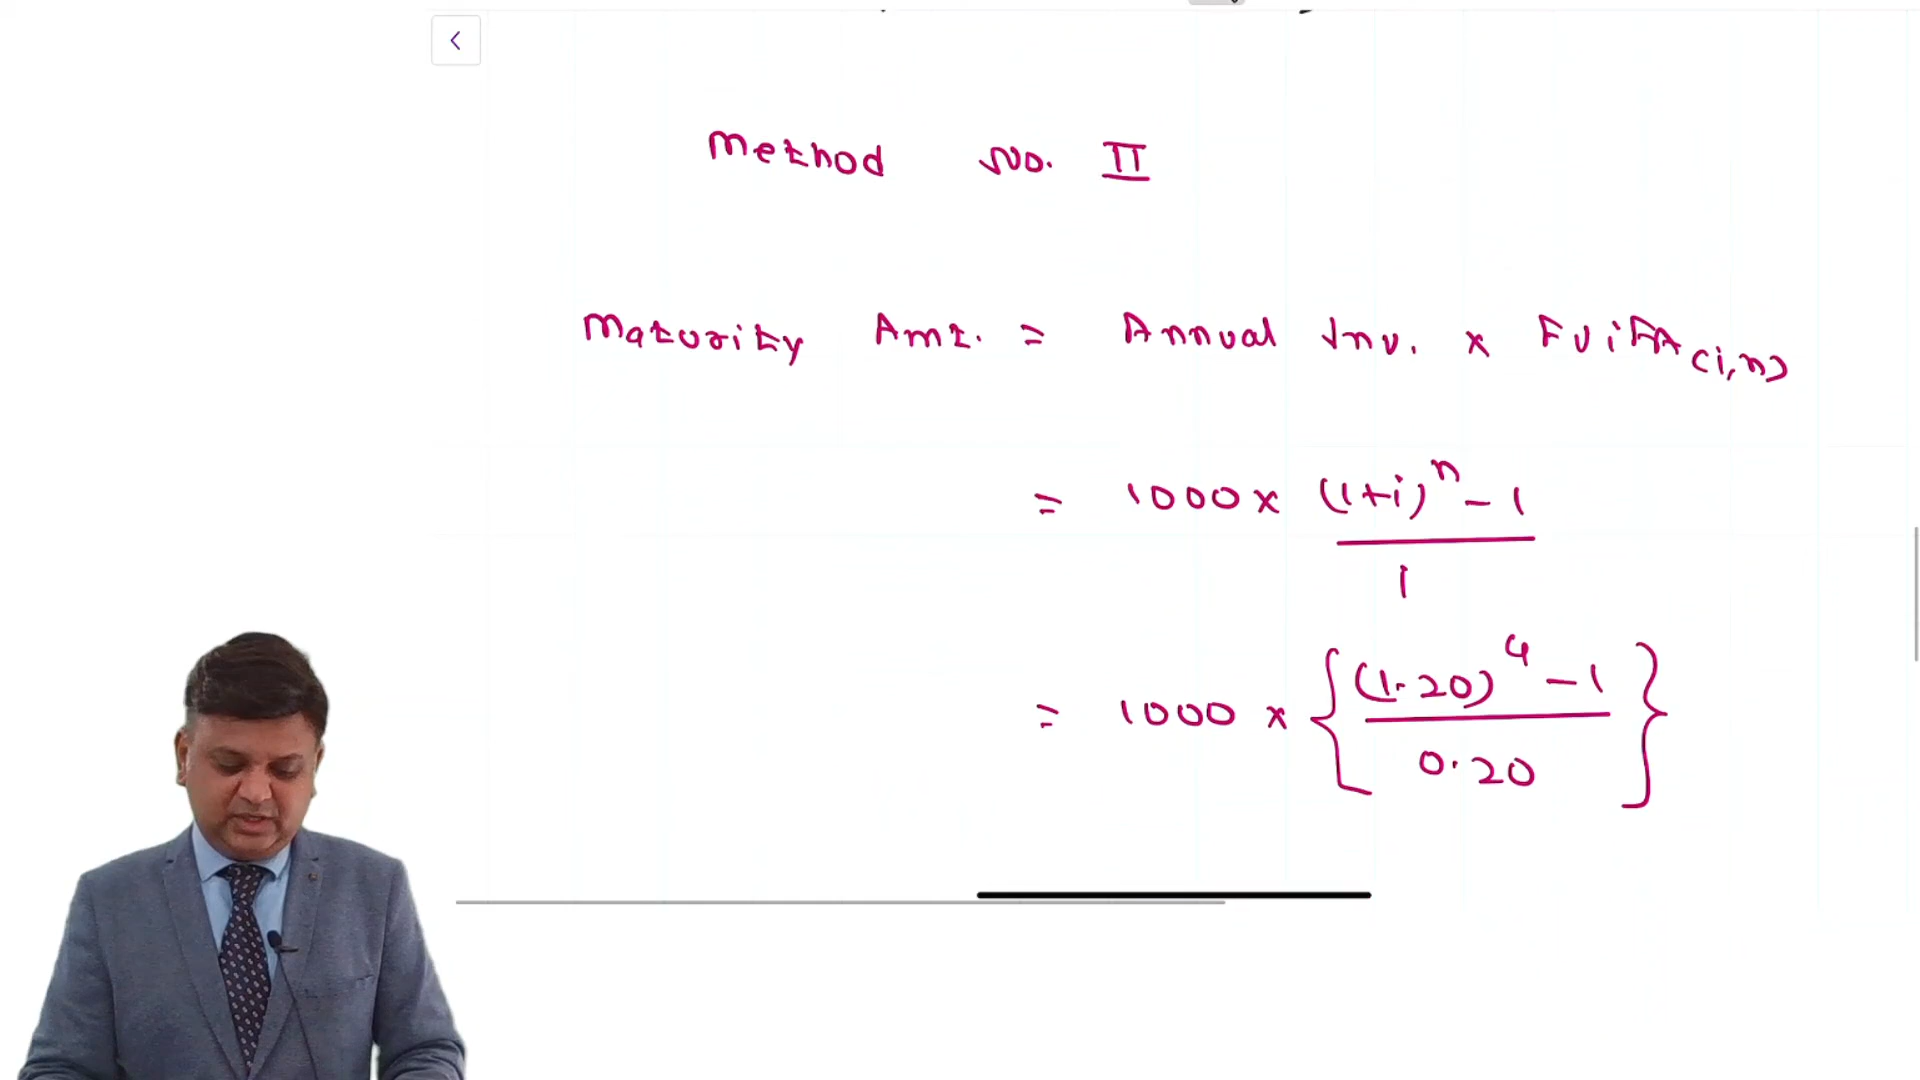 Method No. II
Maturity Amt. = Annual Inv. x FViFA(i,n)
= 1000 x (1+i)^n - 1
i
= 1000 x { (1.20)^4 - 1
0.20 }